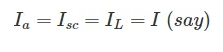 I_a = I_sc = I_L = I (say)